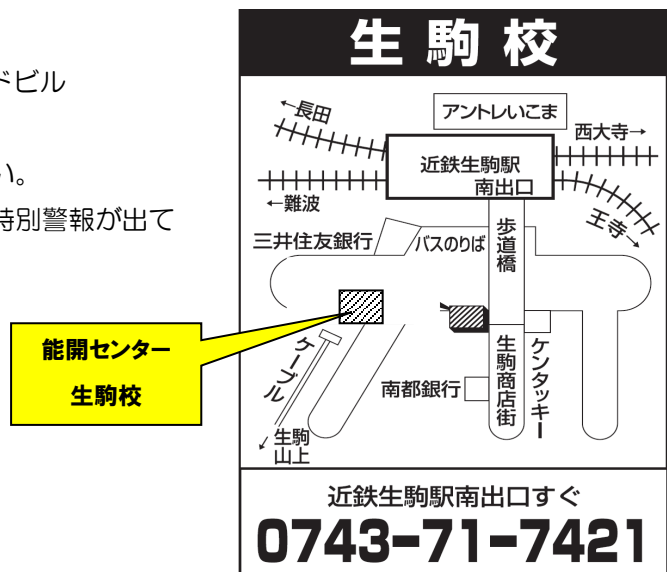 ドビル
い。
特別警報が出て
能開センター
生駒校
生駒校
アントレいこま
←長田
西大寺→
近鉄生駒駅
南出口
←難波
王寺→
三井住友銀行
バスのりば
歩道橋
ケーブル
南都銀行
生駒商店街
ケンタッキー
←生駒
山上
近鉄生駒駅南出口すぐ
0743-71-7421